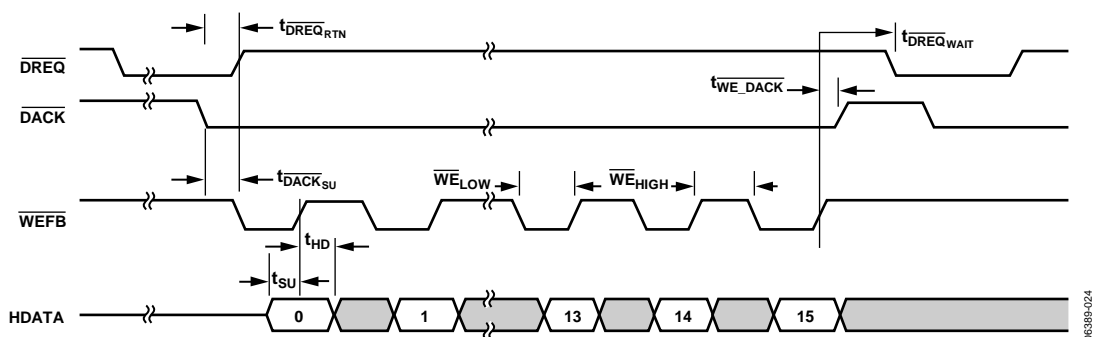 tDREQRTN
tDREQWAIT
DREQ
tWE_DACK
DACK
tDACKSU
WELOW
WEHIGH
WEFB
tHD
tSU
HDATA
0
1
13
14
15
06389-024